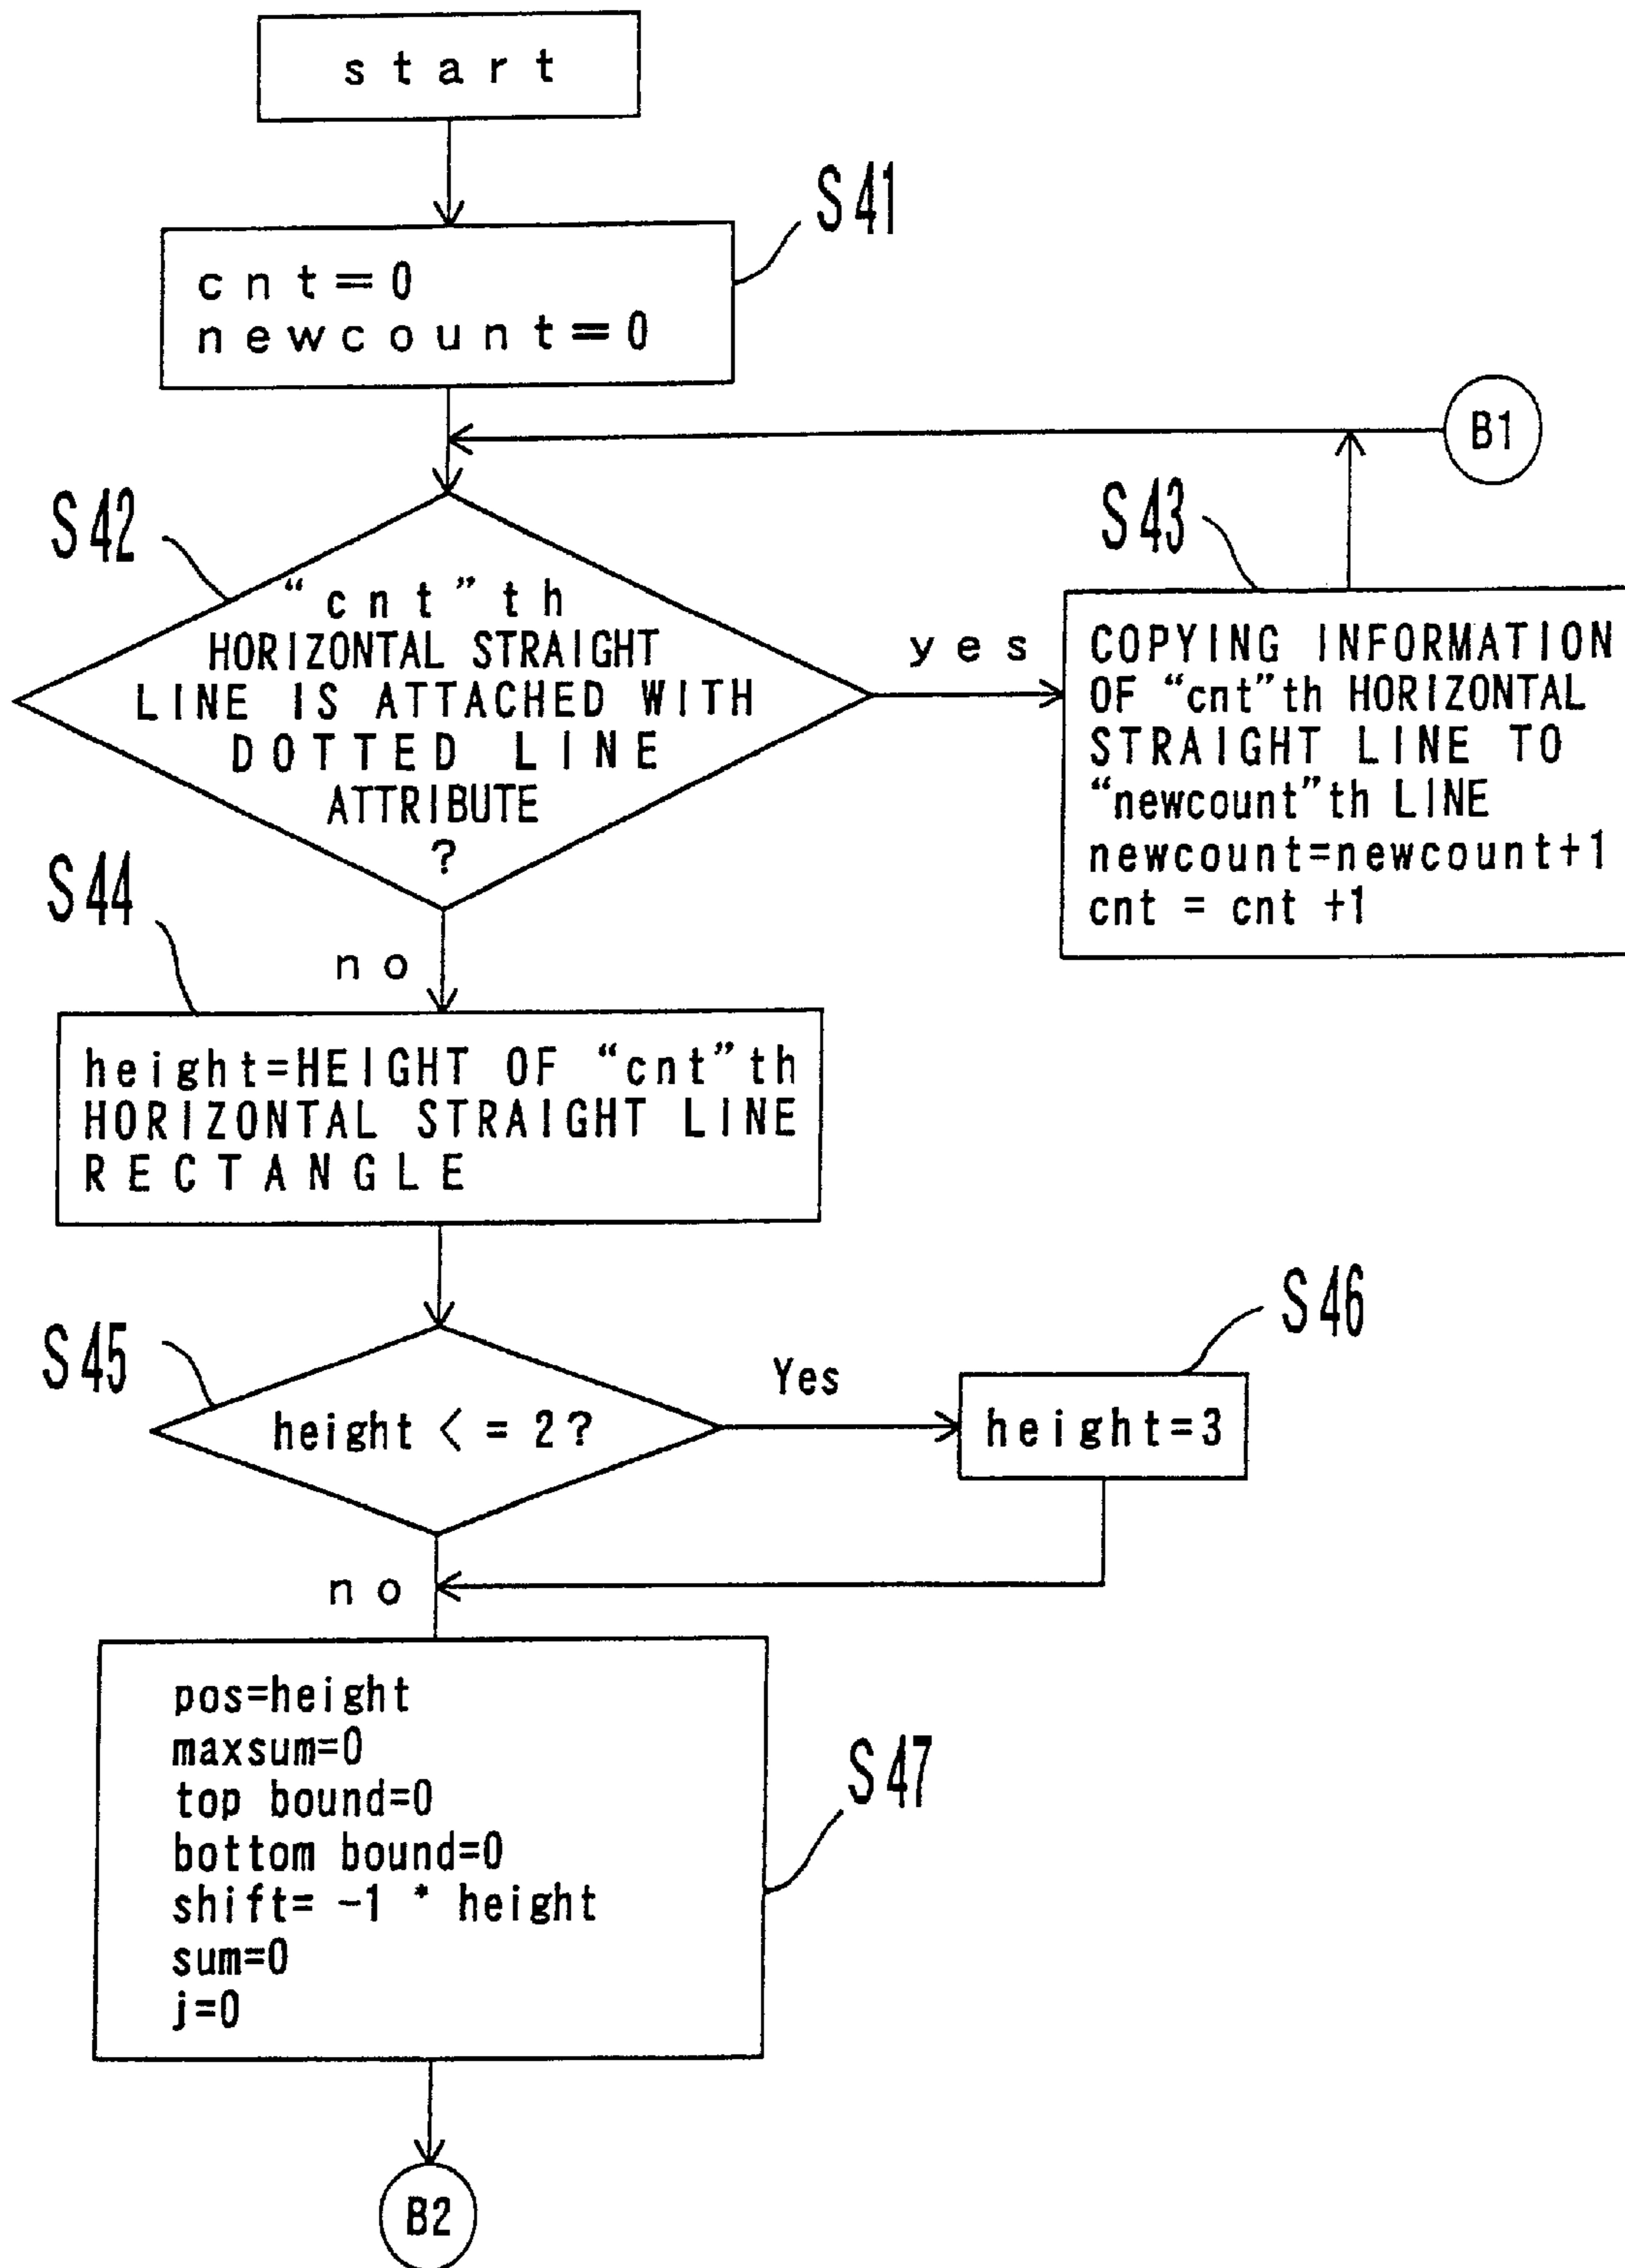 start
S41
cnt=0
newcount=0
B1
S42
"cnt"th
HORIZONTAL STRAIGHT
LINE IS ATTACHED WITH
DOTTED LINE
ATTRIBUTE
?
yes
S43
COPYING INFORMATION
OF "cnt"th HORIZONTAL
STRAIGHT LINE TO
"newcount"th LINE
newcount=newcount+1
cnt = cnt +1
no
S44
height=HEIGHT OF "cnt"th
HORIZONTAL STRAIGHT LINE
RECTANGLE
S45
height < = 2?
Yes
S46
height=3
no
pos=height
maxsum=0
top bound=0
bottom bound=0
shift= -1 * height
sum=0
j=0
S47
B2